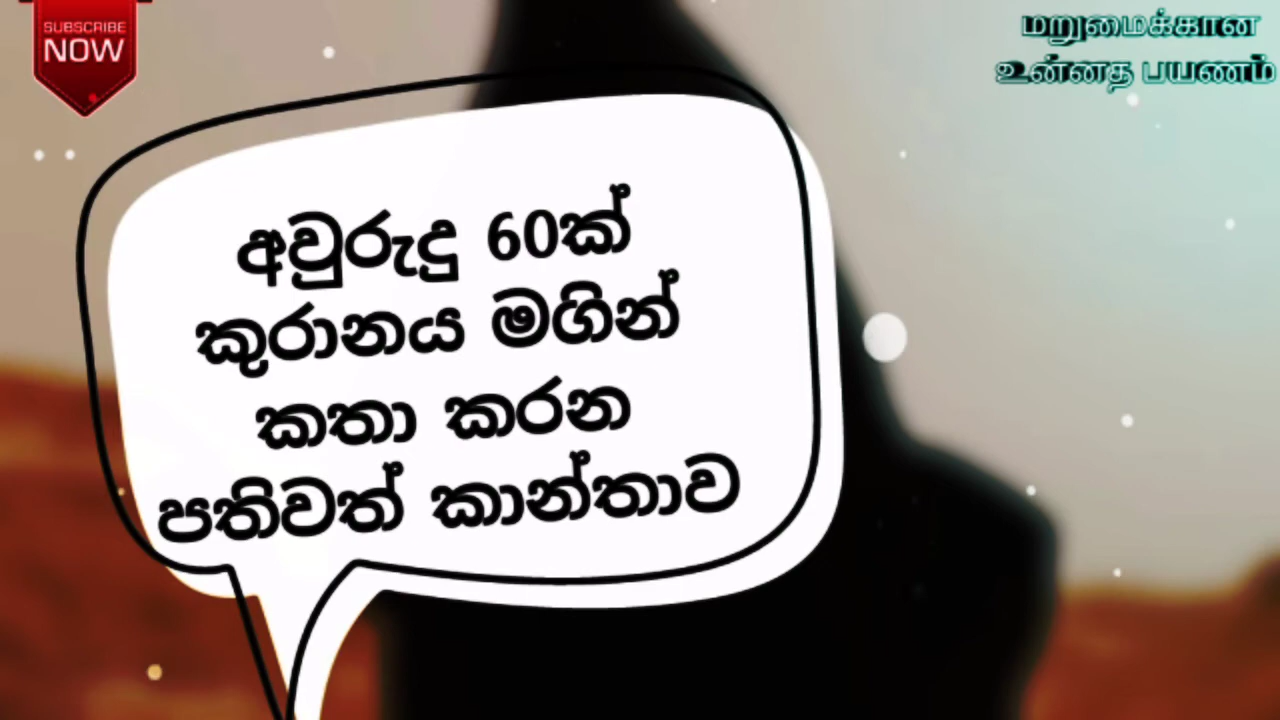 SUBSCRIBE
NOW
மறுமைக்கான
உன்னத பயணம்
අවුරුදු 60ක්
කුරානය මගින්
කතා කරන
පතිවත් කාන්තාව